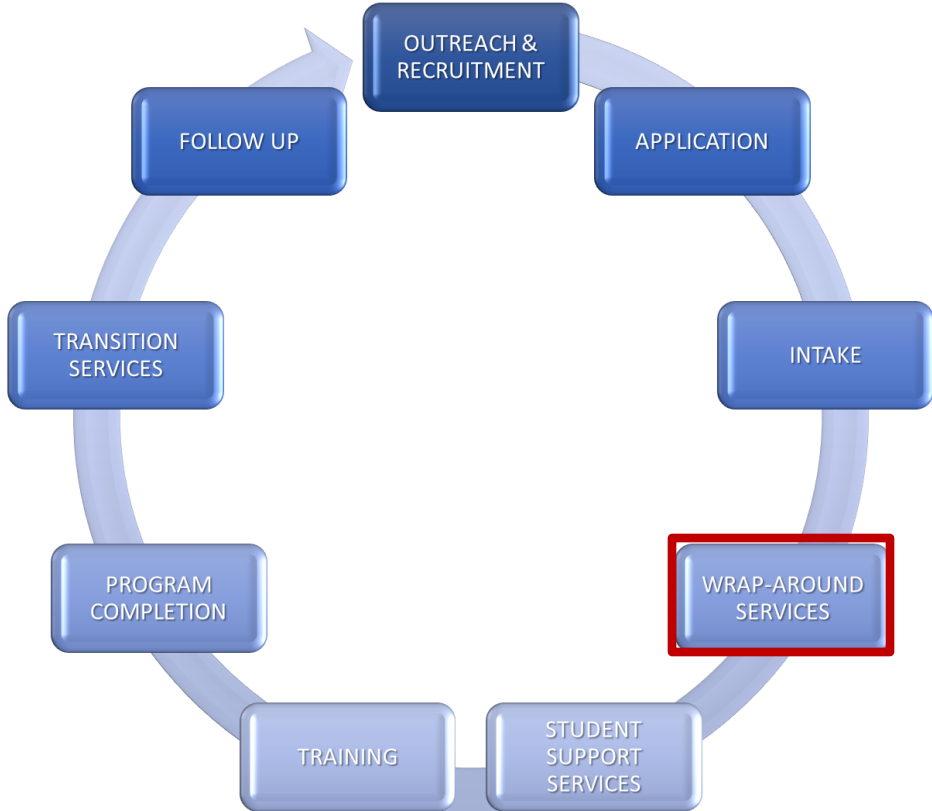 OUTREACH &
RECRUITMENT
APPLICATION
INTAKE
WRAP-AROUND
SERVICES
STUDENT
SUPPORT
SERVICES
TRAINING
PROGRAM
COMPLETION
TRANSITION
SERVICES
FOLLOW UP